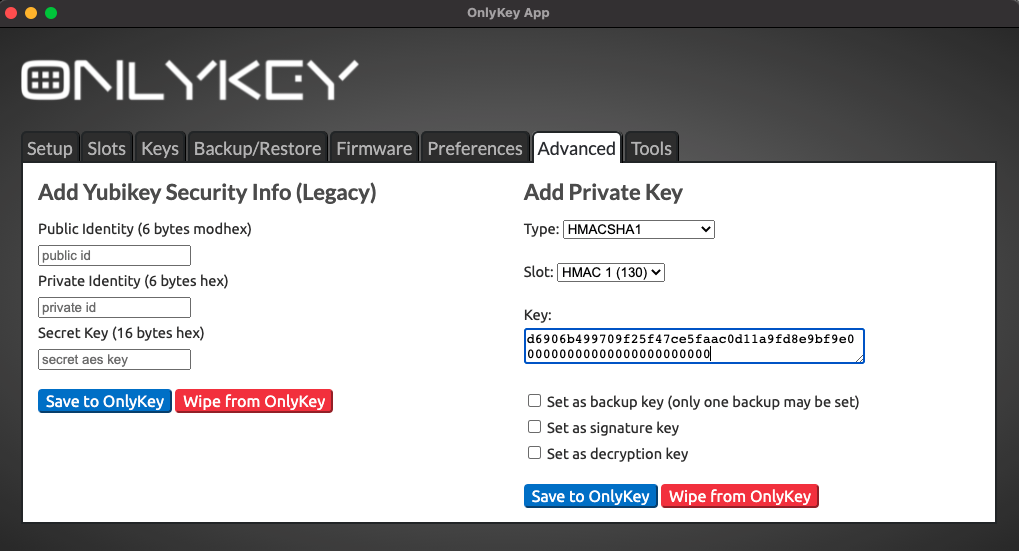 OnlyKey App
ONLYKEY
Setup Slots Keys Backup/Restore Firmware Preferences Advanced Tools
Add Yubikey Security Info (Legacy)
Public Identity (6 bytes modhex)
public id
Private Identity (6 bytes hex)
private id
Secret Key (16 bytes hex)
secret aes key
Save to OnlyKey Wipe from OnlyKey
Add Private Key
Type: HMACSHA1
Slot: HMAC 1 (130)
Key:
d6906b499709f25f47ce5faac0d11a9fd8e9bf9e0
00000000000000000000000
Set as backup key (only one backup may be set)
Set as signature key
Set as decryption key
Save to OnlyKey Wipe from OnlyKey